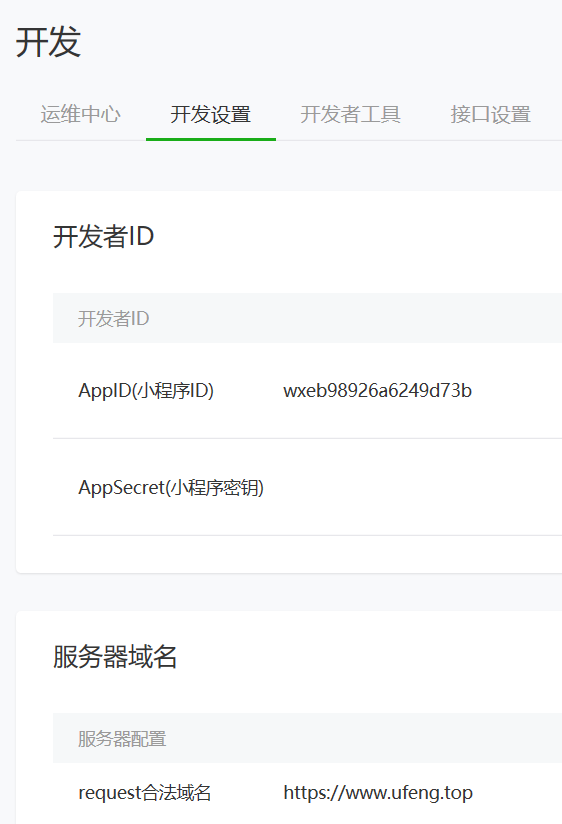 开发
运维中心 开发设置 开发者工具 接口设置
开发者ID
开发者ID
AppID(小程序ID) wxeb98926a6249d73b
AppSecret(小程序密钥)
服务器域名
服务器配置
request合法域名 https://www.ufeng.top